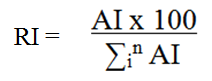 RI = AI x 100 / ∑ᵢⁿ AI